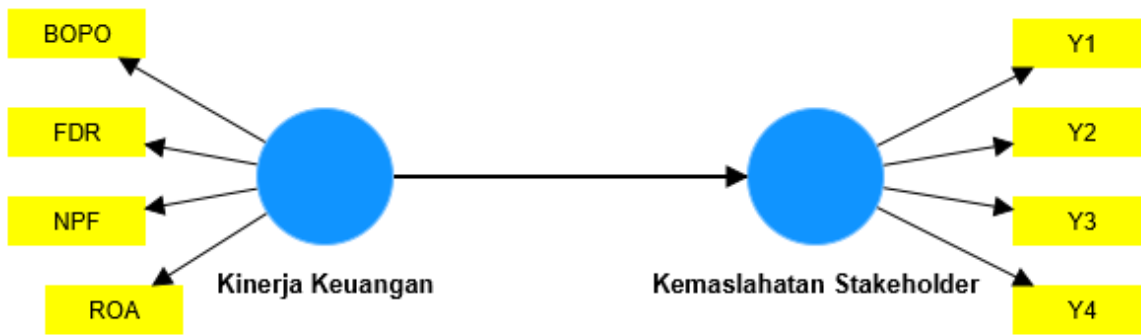 BOPO
FDR
NPF
ROA
Kinerja Keuangan
Kemaslahatan Stakeholder
Y1
Y2
Y3
Y4